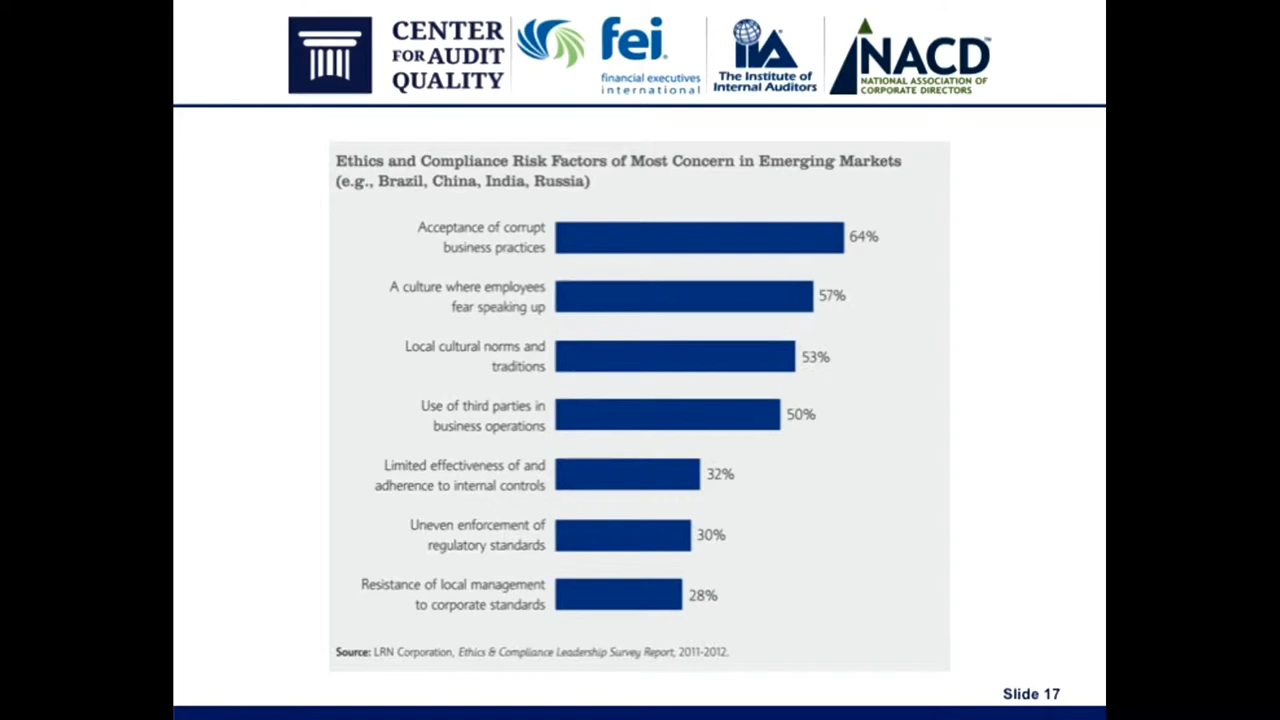 CENTER
FOR AUDIT
QUALITY
fei.
financial executives
international
IIA
The Institute of
Internal Auditors
NACD™
NATIONAL ASSOCIATION OF
CORPORATE DIRECTORS
Ethics and Compliance Risk Factors of Most Concern in Emerging Markets
(e.g., Brazil, China, India, Russia)
Acceptance of corrupt
business practices
64%
A culture where employees
fear speaking up
57%
Local cultural norms and
traditions
53%
Use of third parties in
business operations
50%
Limited effectiveness of and
adherence to internal controls
32%
Uneven enforcement of
regulatory standards
30%
Resistance of local management
to corporate standards
28%
Source: LRN Corporation, Ethics & Compliance Leadership Survey Report, 2011-2012.
Slide 17